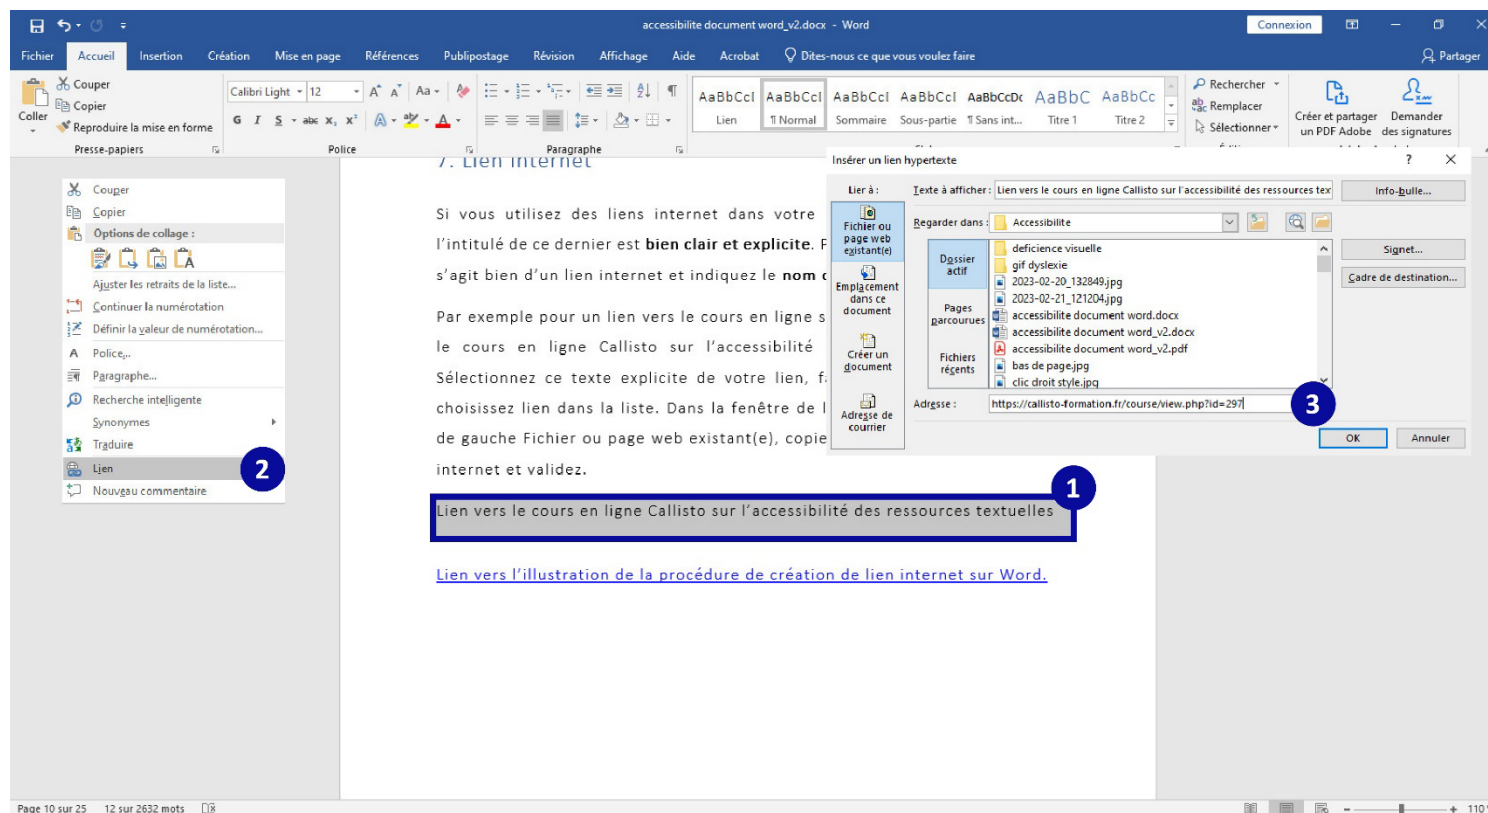 accessibilite document word_v2.docx - Word
Connexion
Fichier Accueil Insertion Création Mise en page Références Publipostage Révision Affichage Aide Acrobat Dites-nous ce que vous voulez faire Partager
Coller
Couper
Copier
Reproduire la mise en forme
Presse-papiers
Calibri Light 12
G I S abc X₂ X²
Police
Paragraphe
AaBbCcI AaBbCcI AaBbCcI AaBbCcI AaBbCcDc AaBbC AaBbCc
Lien ¶ Normal Sommaire Sous-partie ¶ Sans int... Titre 1 Titre 2
Rechercher
Remplacer
Sélectionner
Créer et partager un PDF Adobe
Demander des signatures
7. Lien internet
Couper
Copier
Options de collage :
Ajuster les retraits de la liste...
Continuer la numérotation
Définir la valeur de numérotation...
Police...
Paragraphe...
Recherche intelligente
Synonymes
Traduire
Lien
2
Nouveau commentaire
Si vous utilisez des liens internet dans votre
l'intitulé de ce dernier est bien clair et explicite.
s'agit bien d'un lien internet et indiquez le nom
Par exemple pour un lien vers le cours en ligne
le cours en ligne Callisto sur l'accessibilité
Sélectionnez ce texte explicite de votre lien,
choisissez lien dans la liste. Dans la fenêtre de
de gauche Fichier ou page web existant(e),
internet et validez.
1
Lien vers le cours en ligne Callisto sur l'accessibilité des ressources textuelles
Lien vers l'illustration de la procédure de création de lien internet sur Word.
Insérer un lien hypertexte ? X
Lier à :
Texte à afficher : Lien vers le cours en ligne Callisto sur l'accessibilité des ressources tex
Info-bulle...
Fichier ou page web existant(e)
Emplacement dans ce document
Créer un document
Adresse de courrier
Regarder dans : Accessibilite
Dossier actif
Pages parcourues
Fichiers récents
deficience visuelle
gif dyslexie
2023-02-20_132849.jpg
2023-02-21_121204.jpg
accessibilite document word.docx
accessibilite document word_v2.docx
accessibilite document word_v2.pdf
bas de page.jpg
clic droit style.jpg
Signet...
Cadre de destination...
Adresse : https://callisto-formation.fr/course/view.php?id=297
3
OK Annuler
Page 10 sur 25 12 sur 2632 mots
110